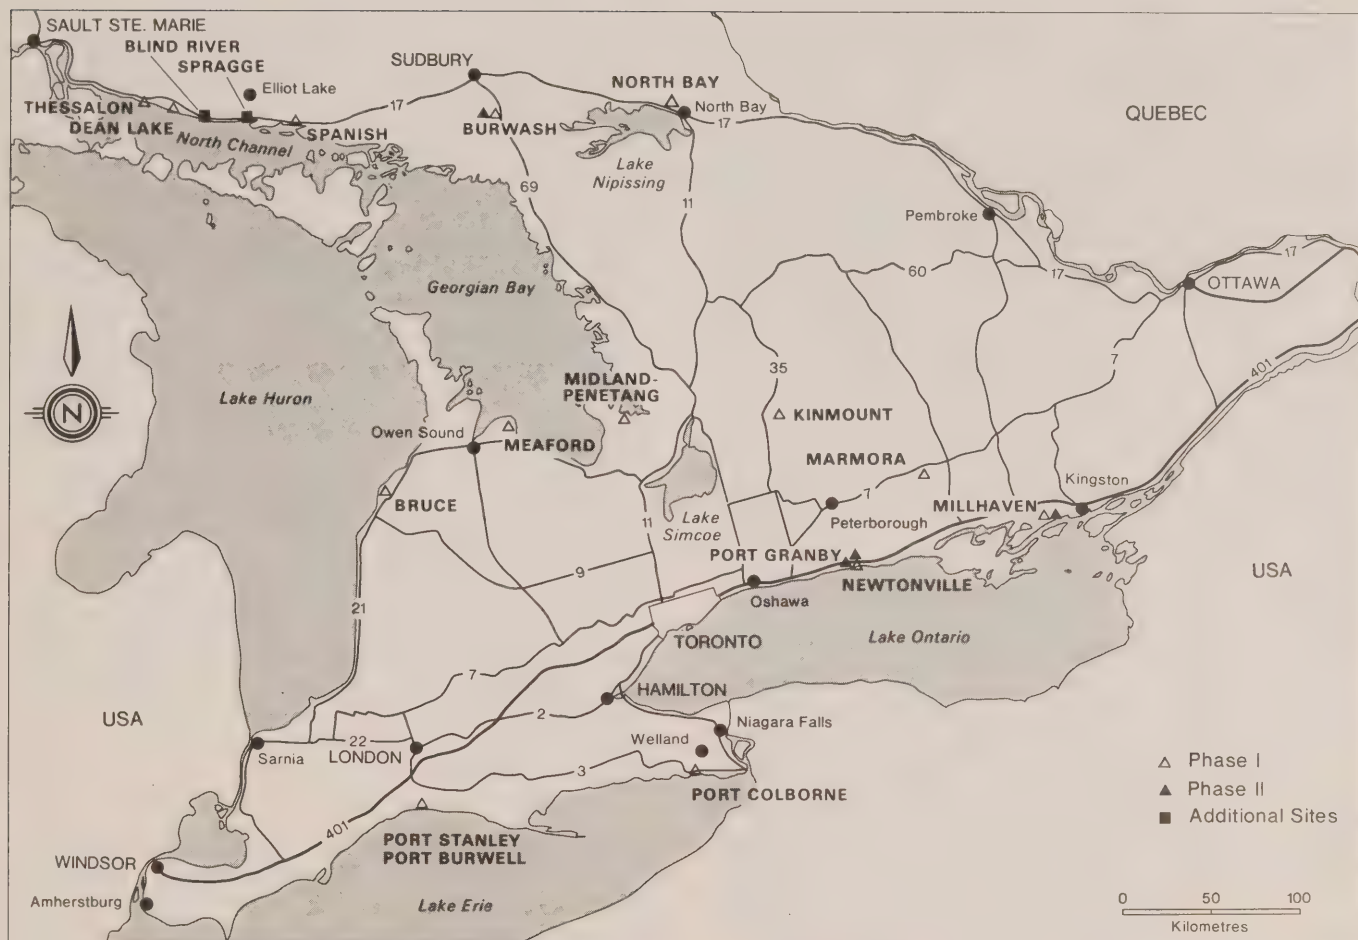 SAULT STE. MARIE
BLIND RIVER
SPRAGGE
Elliot Lake
SUDBURY
NORTH BAY
North Bay
QUEBEC
THESSALON
DEAN LAKE
SPANISH
North Channel
17
BURWASH
17
Lake
Nipissing
69
11
Pembroke
60
17
17
OTTAWA
Georgian Bay
7
401
35
MIDLAND-
PENETANG
KINMOUNT
Lake Huron
N
Owen Sound
MEAFORD
MARMORA
Kingston
BRUCE
7
MILLHAVEN
11
Lake
Simcoe
Peterborough
PORT GRANBY
9
NEWTONVILLE
USA
21
Oshawa
TORONTO
Lake Ontario
7
HAMILTON
USA
2
Niagara Falls
Welland
22
Sarnia
LONDON
3
PORT COLBORNE
Phase I
Phase II
Additional Sites
401
PORT STANLEY
PORT BURWELL
WINDSOR
Amherstburg
Lake Erie
0 50 100
Kilometres